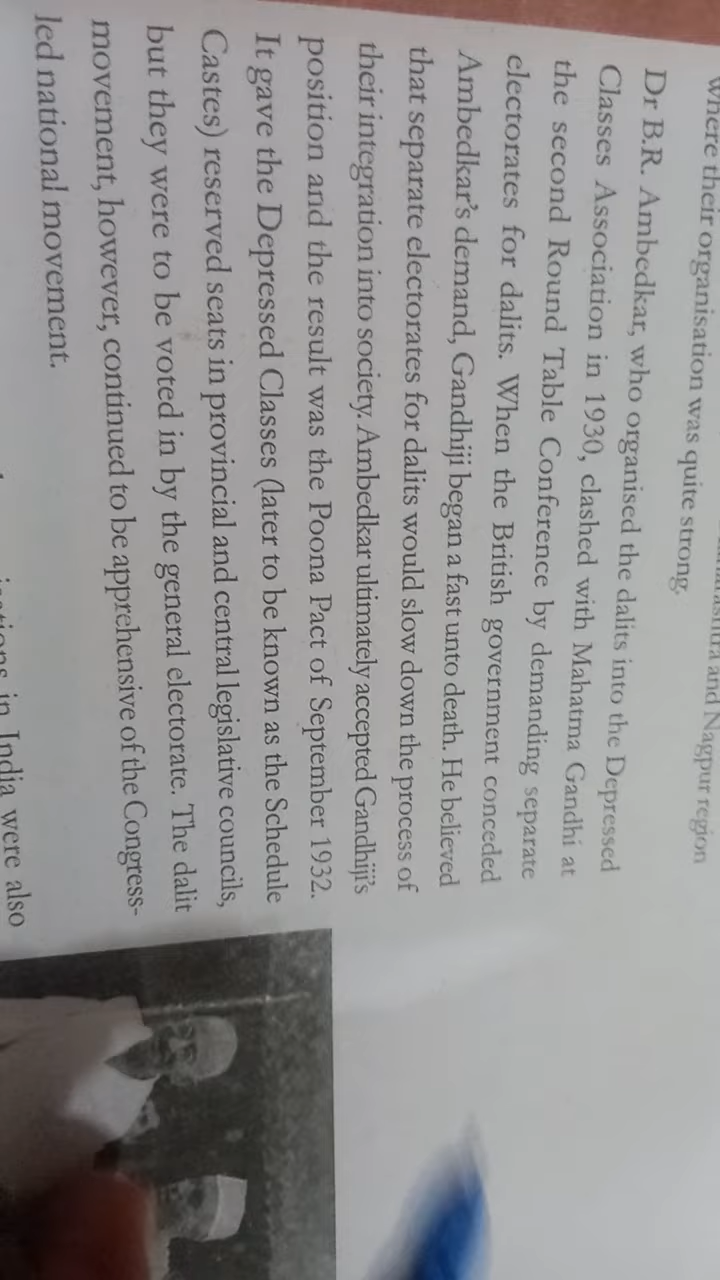 and Nagpur region
where their organisation was quite strong.
Dr B.R. Ambedkar, who organised the dalits into the Depressed
Classes Association in 1930, clashed with Mahatma Gandhi at
the second Round Table Conference by demanding separate
electorates for dalits. When the British government conceded
Ambedkar's demand, Gandhiji began a fast unto death. He believed
that separate electorates for dalits would slow down the process of
their integration into society. Ambedkar ultimately accepted Gandhiji's
position and the result was the Poona Pact of September 1932.
It gave the Depressed Classes (later to be known as the Schedule
Castes) reserved seats in provincial and central legislative councils,
but they were to be voted in by the general electorate. The dalit
movement, however, continued to be apprehensive of the Congress-
led national movement.
in India were also